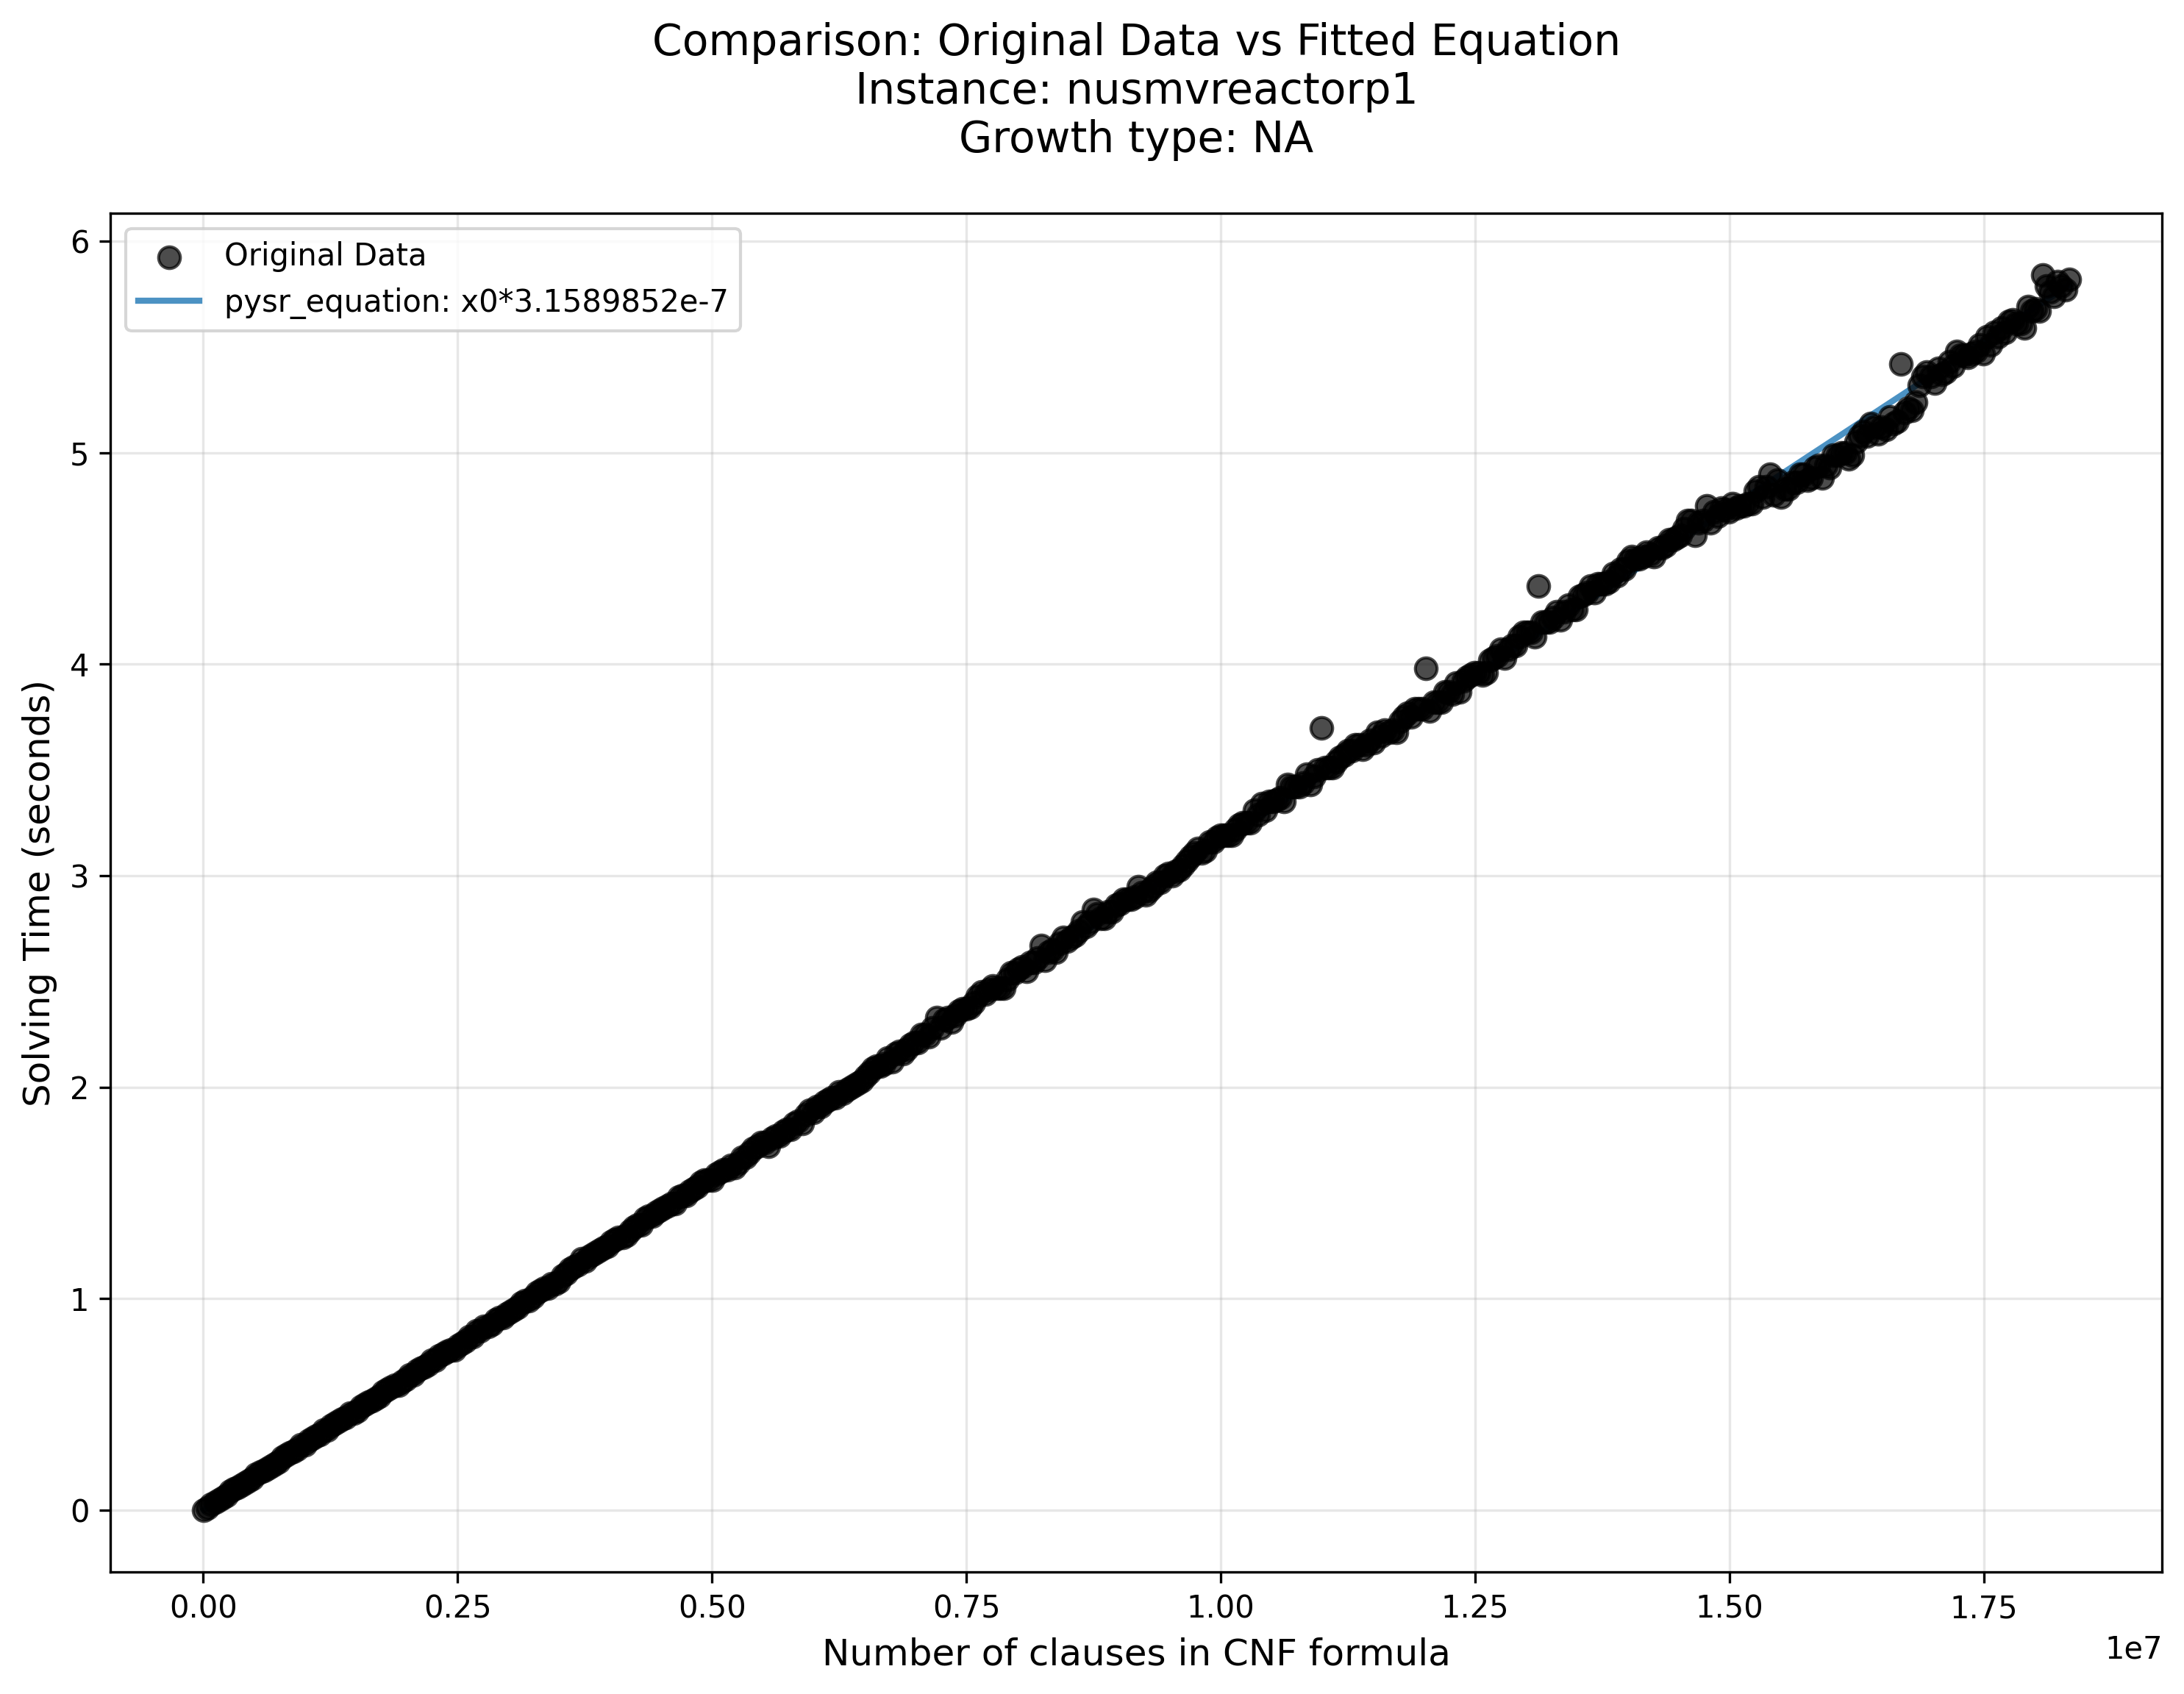 Comparison: Original Data vs Fitted Equation
Instance: nusmvreactorp1
Growth type: NA
Original Data
pysr_equation: x0*3.1589852e-7
6
5
4
3
2
1
0
Solving Time (seconds)
0.00 0.25 0.50 0.75 1.00 1.25 1.50 1.75
1e7
Number of clauses in CNF formula